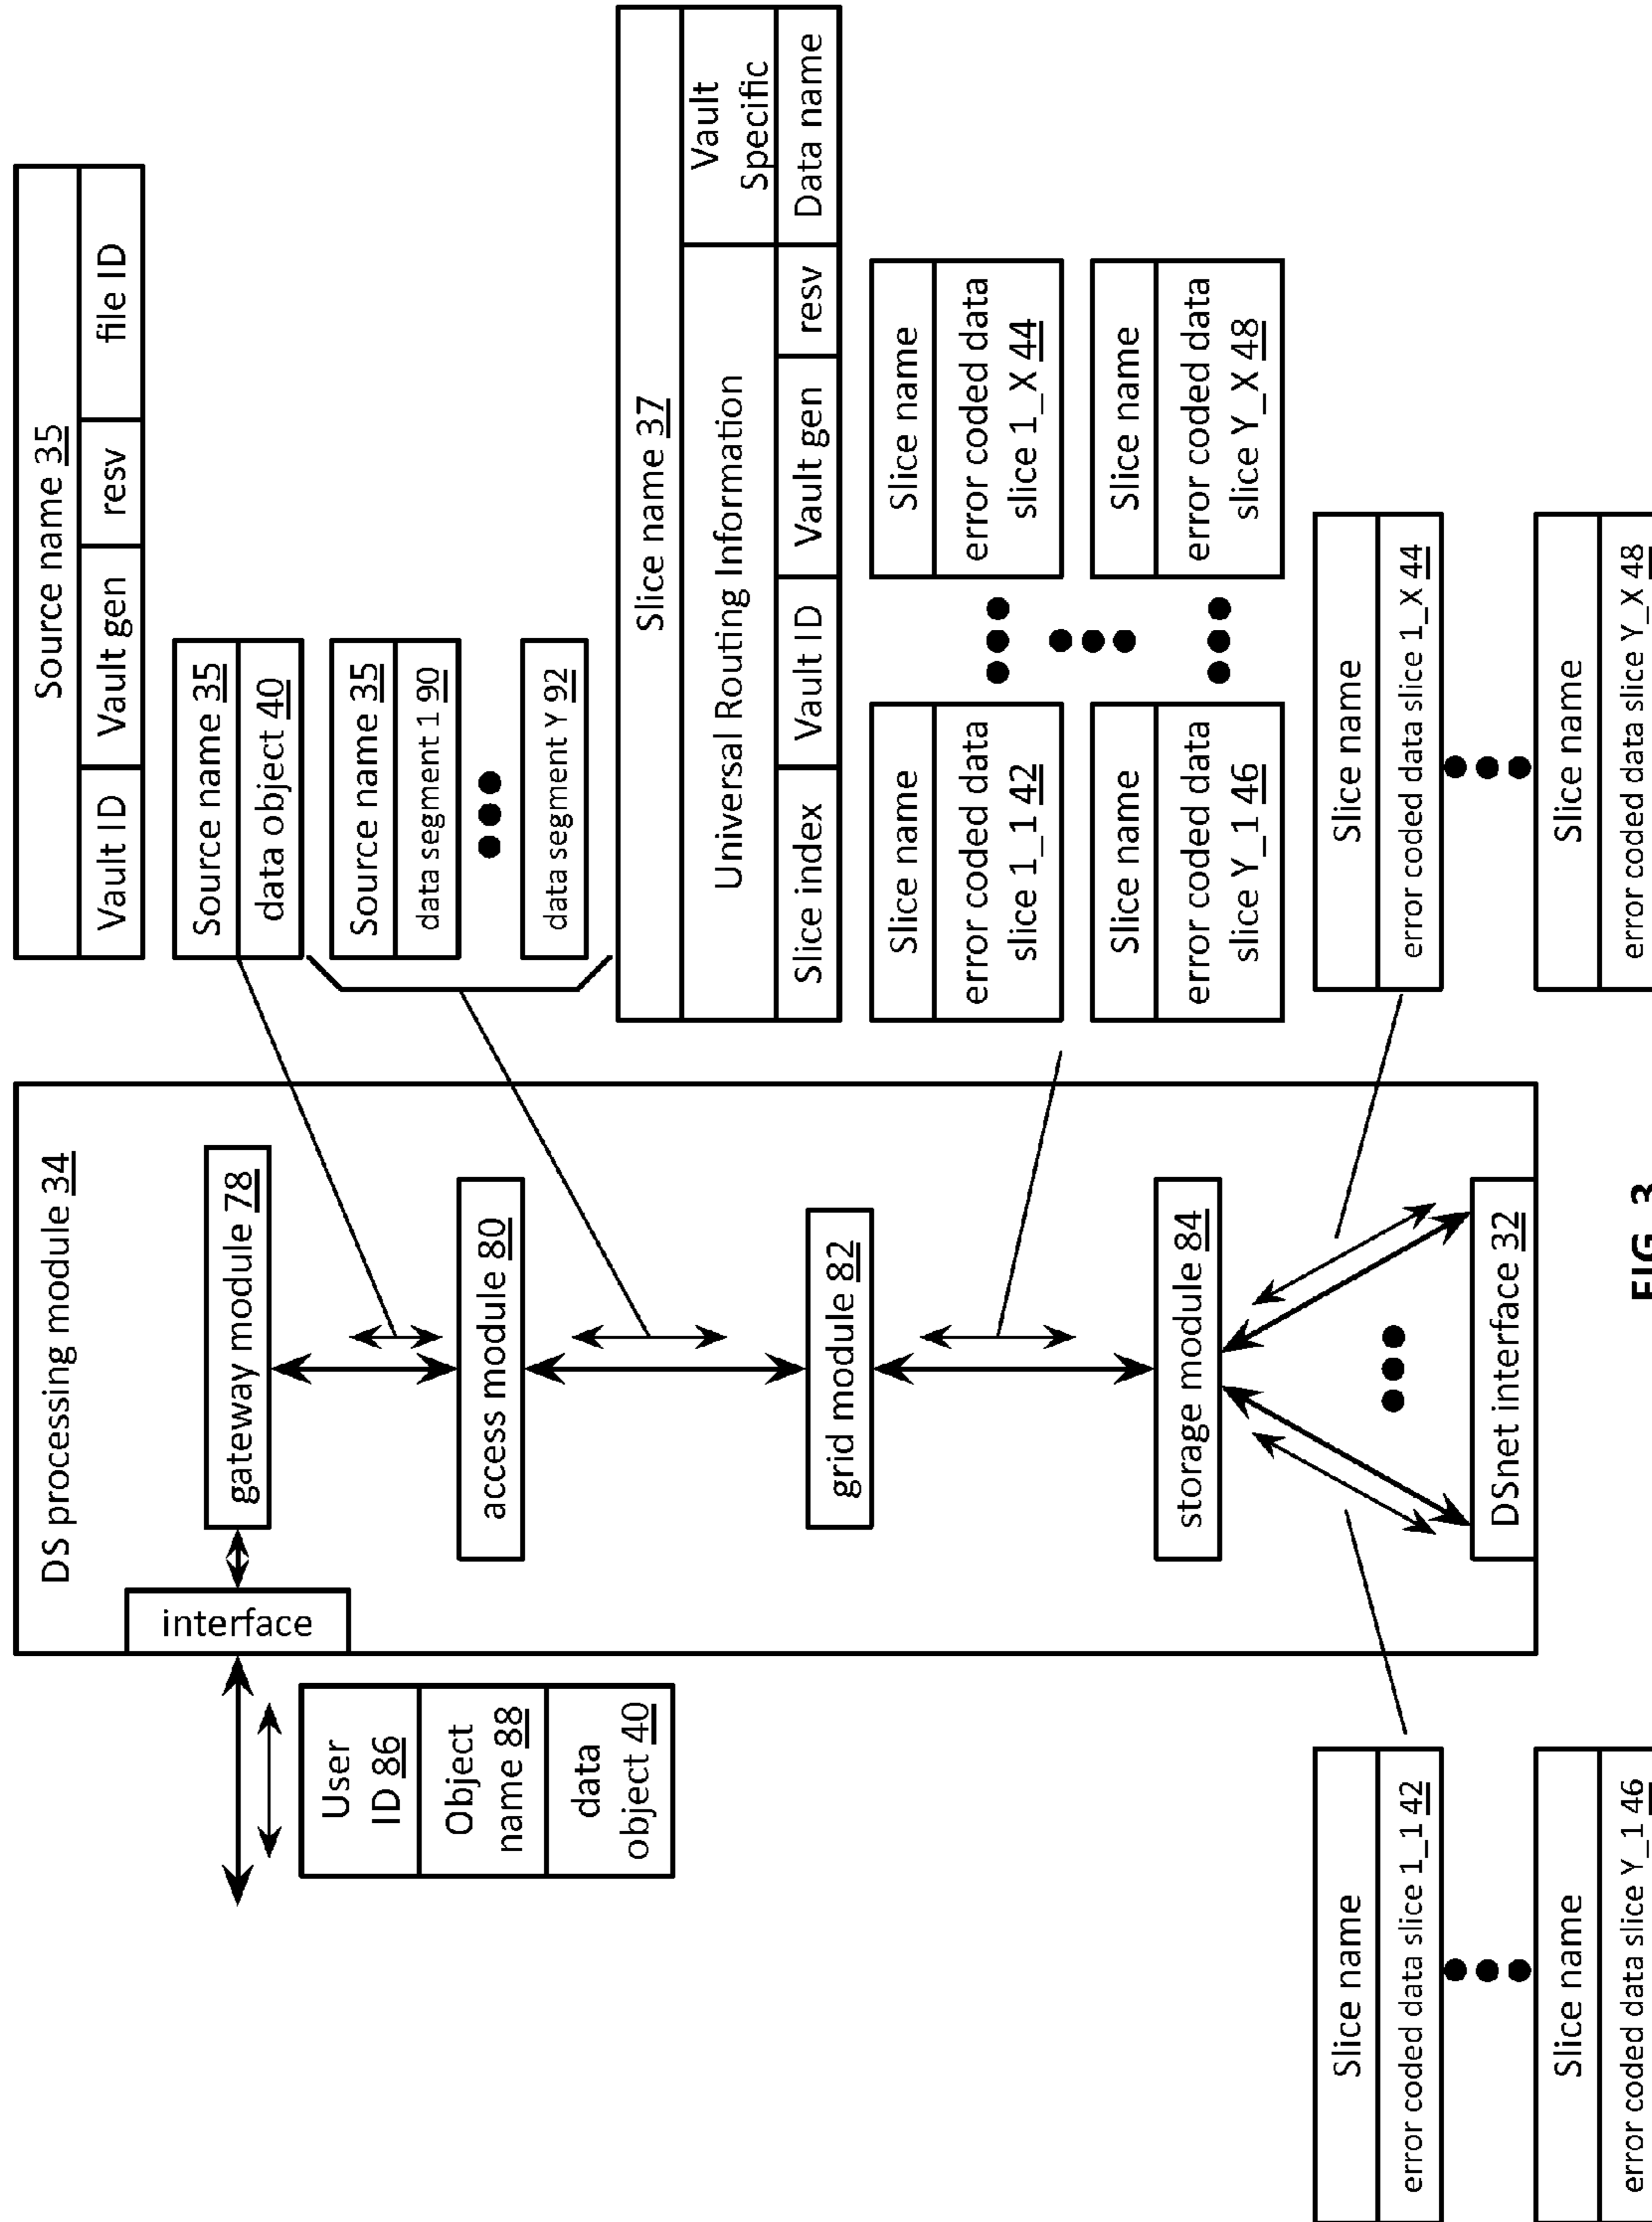 DS processing module 34
interface
gateway module 78
access module 80
grid module 82
storage module 84
DSnet interface 32
User
ID 86
Object
name 88
data
object 40
Source name 35
Vault ID
Vault gen
resv
file ID
Source name 35
data object 40
Source name 35
data segment 1 90
data segment Y 92
Slice name 37
Universal Routing Information
Vault
Specific
Slice index
Vault ID
Vault gen
resv
Data name
Slice name
error coded data
slice 1_1 42
Slice name
error coded data
slice 1_X 44
Slice name
error coded data
slice Y_1 46
Slice name
error coded data
slice Y_X 48
Slice name
error coded data slice 1_1 42
Slice name
error coded data slice Y_1 46
Slice name
error coded data slice 1_X 44
Slice name
error coded data slice Y_X 48
FIG. 3